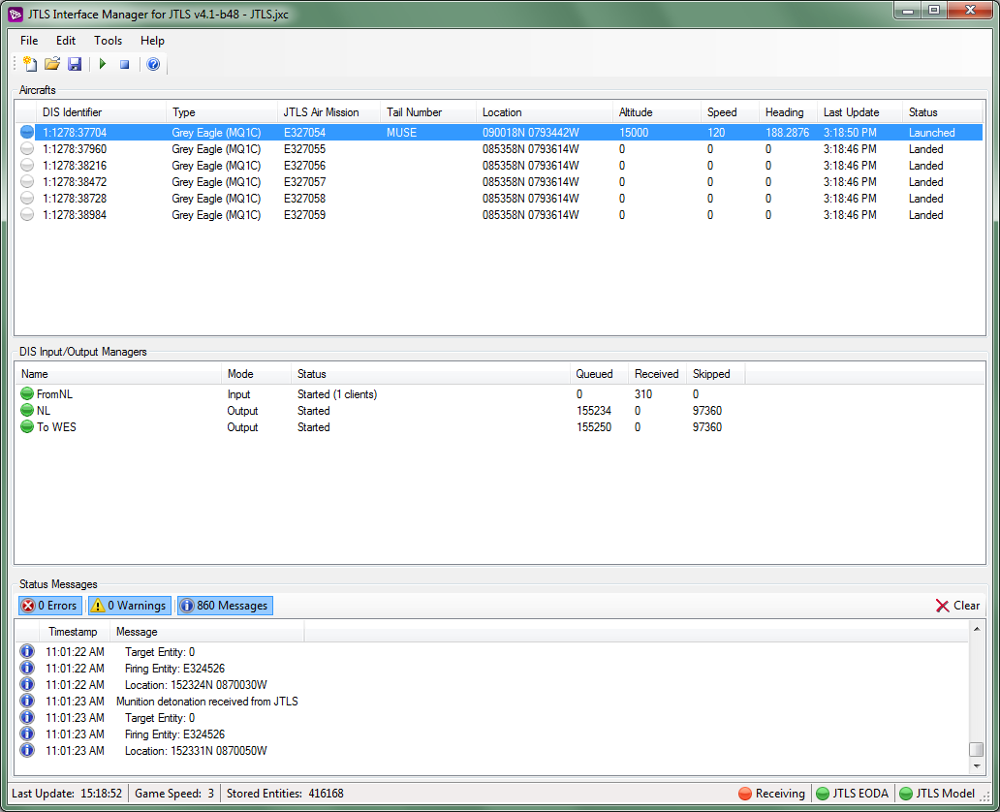 JTLS Interface Manager for JTLS v4.1-b48 - JTLS.jxc
File Edit Tools Help
Aircrafts
DIS Identifier Type JTLS Air Mission Tail Number Location Altitude Speed Heading Last Update Status
1:1278:37704 Grey Eagle (MQ1C) E327054 MUSE 090018N 0793442W 15000 120 188.2876 3:18:50 PM Launched
1:1278:37960 Grey Eagle (MQ1C) E327055 085358N 0793614W 0 0 0 3:18:46 PM Landed
1:1278:38216 Grey Eagle (MQ1C) E327056 085358N 0793614W 0 0 0 3:18:46 PM Landed
1:1278:38472 Grey Eagle (MQ1C) E327057 085358N 0793614W 0 0 0 3:18:46 PM Landed
1:1278:38728 Grey Eagle (MQ1C) E327058 085358N 0793614W 0 0 0 3:18:46 PM Landed
1:1278:38984 Grey Eagle (MQ1C) E327059 085358N 0793614W 0 0 0 3:18:46 PM Landed
DIS Input/Output Managers
Name Mode Status Queued Received Skipped
FromNL Input Started (1 clients) 0 310 0
NL Output Started 155234 0 97360
To WES Output Started 155250 0 97360
Status Messages
0 Errors 0 Warnings 860 Messages Clear
Timestamp Message
11:01:22 AM Target Entity: 0
11:01:22 AM Firing Entity: E324526
11:01:22 AM Location: 152324N 0870030W
11:01:23 AM Munition detonation received from JTLS
11:01:23 AM Target Entity: 0
11:01:23 AM Firing Entity: E324526
11:01:23 AM Location: 152331N 0870050W
Last Update: 15:18:52 Game Speed: 3 Stored Entities: 416168 Receiving JTLS EODA JTLS Model